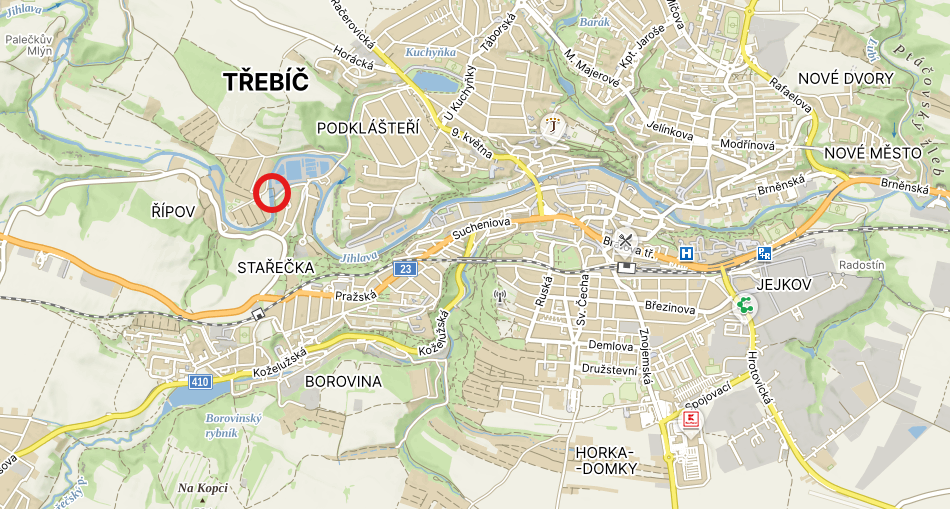 Jihlava
Palečkův
Mlýn
Račerovická
Horácká
Kuchyňka
Táborská
Barák
M. Majerové
Kpt. Jaroše
Rafaelova
NOVÉ DVORY
Ptáčovský žleb
TŘEBÍČ
PODKLÁŠTEŘÍ
U Kuchyňky
9. května
Jelínkova
Modřínová
NOVÉ MĚSTO
Brněnská
Brněnská
ŘÍPOV
Sucheniova
Jihlava
STAŘEČKA
23
Pražská
H
P+R
Radostín
JEJKOV
Ruská
Sv. Čecha
Březinova
Demlova
Družstevní
Znojemská
Hrotovická
Spojovací
Koželužská
Koželužská
410
BOROVINA
Borovinský
rybník
HORKA-
-DOMKY
Na Kopci